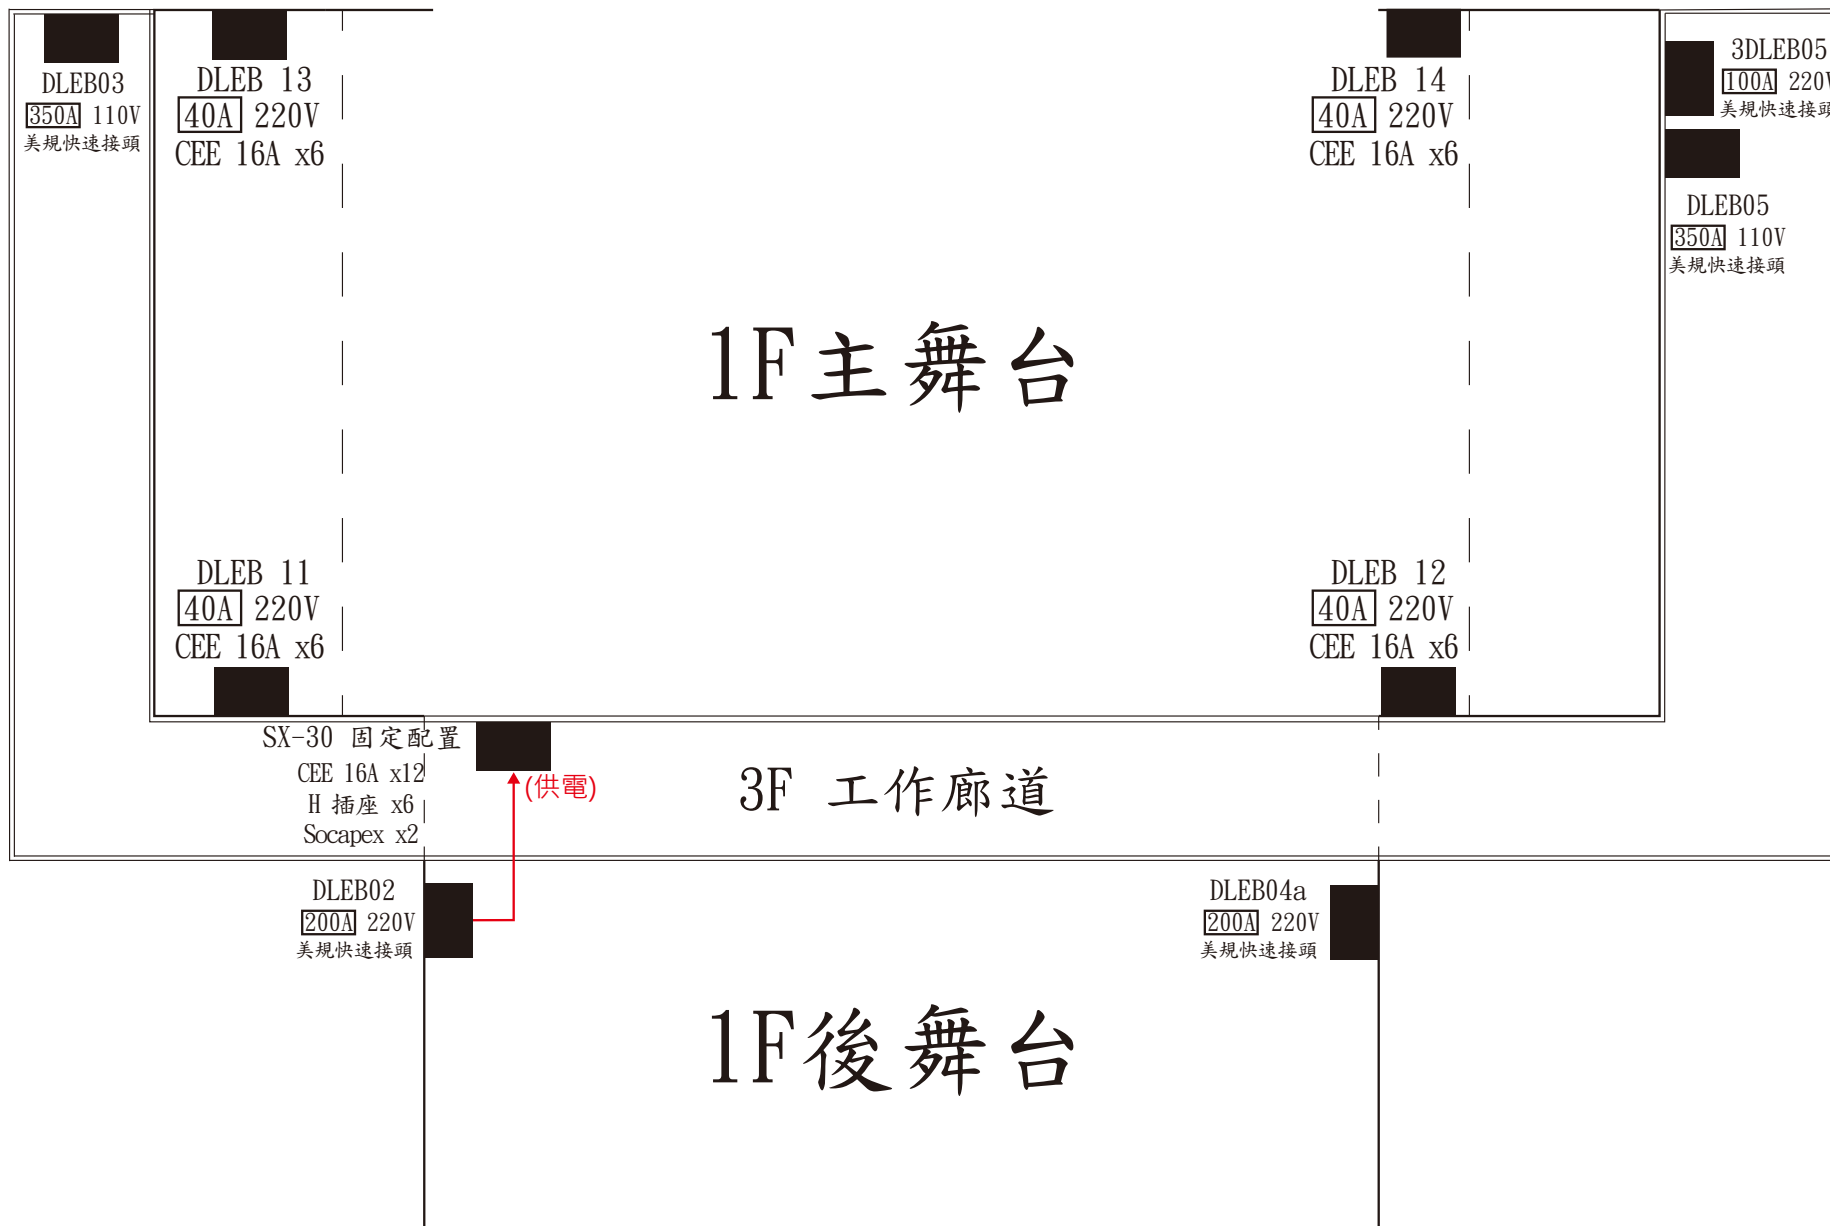 DLEB03
350A 110V
美規快速接頭
DLEB 13
40A 220V
CEE 16A x6
DLEB 14
40A 220V
CEE 16A x6
3DLEB05
100A 220V
美規快速接頭
DLEB05
350A 110V
美規快速接頭
1F主舞台
DLEB 11
40A 220V
CEE 16A x6
DLEB 12
40A 220V
CEE 16A x6
SX-30 固定配置
CEE 16A x12
H 插座 x6
Socapex x2
(供電)
3F 工作廊道
DLEB02
200A 220V
美規快速接頭
DLEB04a
200A 220V
美規快速接頭
1F後舞台